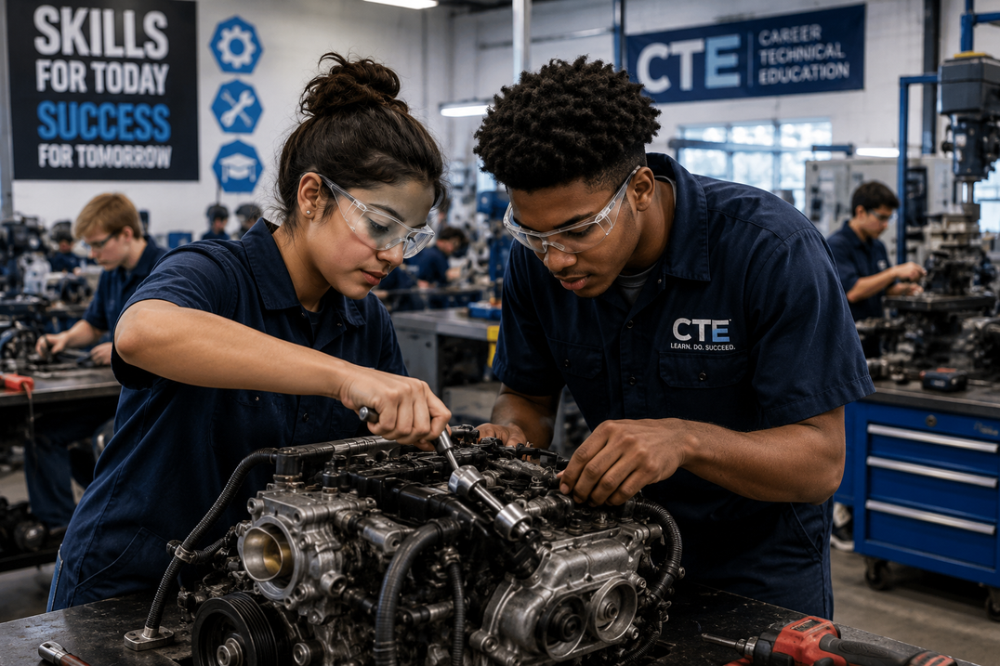 SKILLS
FOR TODAY
SUCCESS
FOR TOMORROW
CTE
CAREER
TECHNICAL
EDUCATION
CTE
LEARN. DO. SUCCEED.